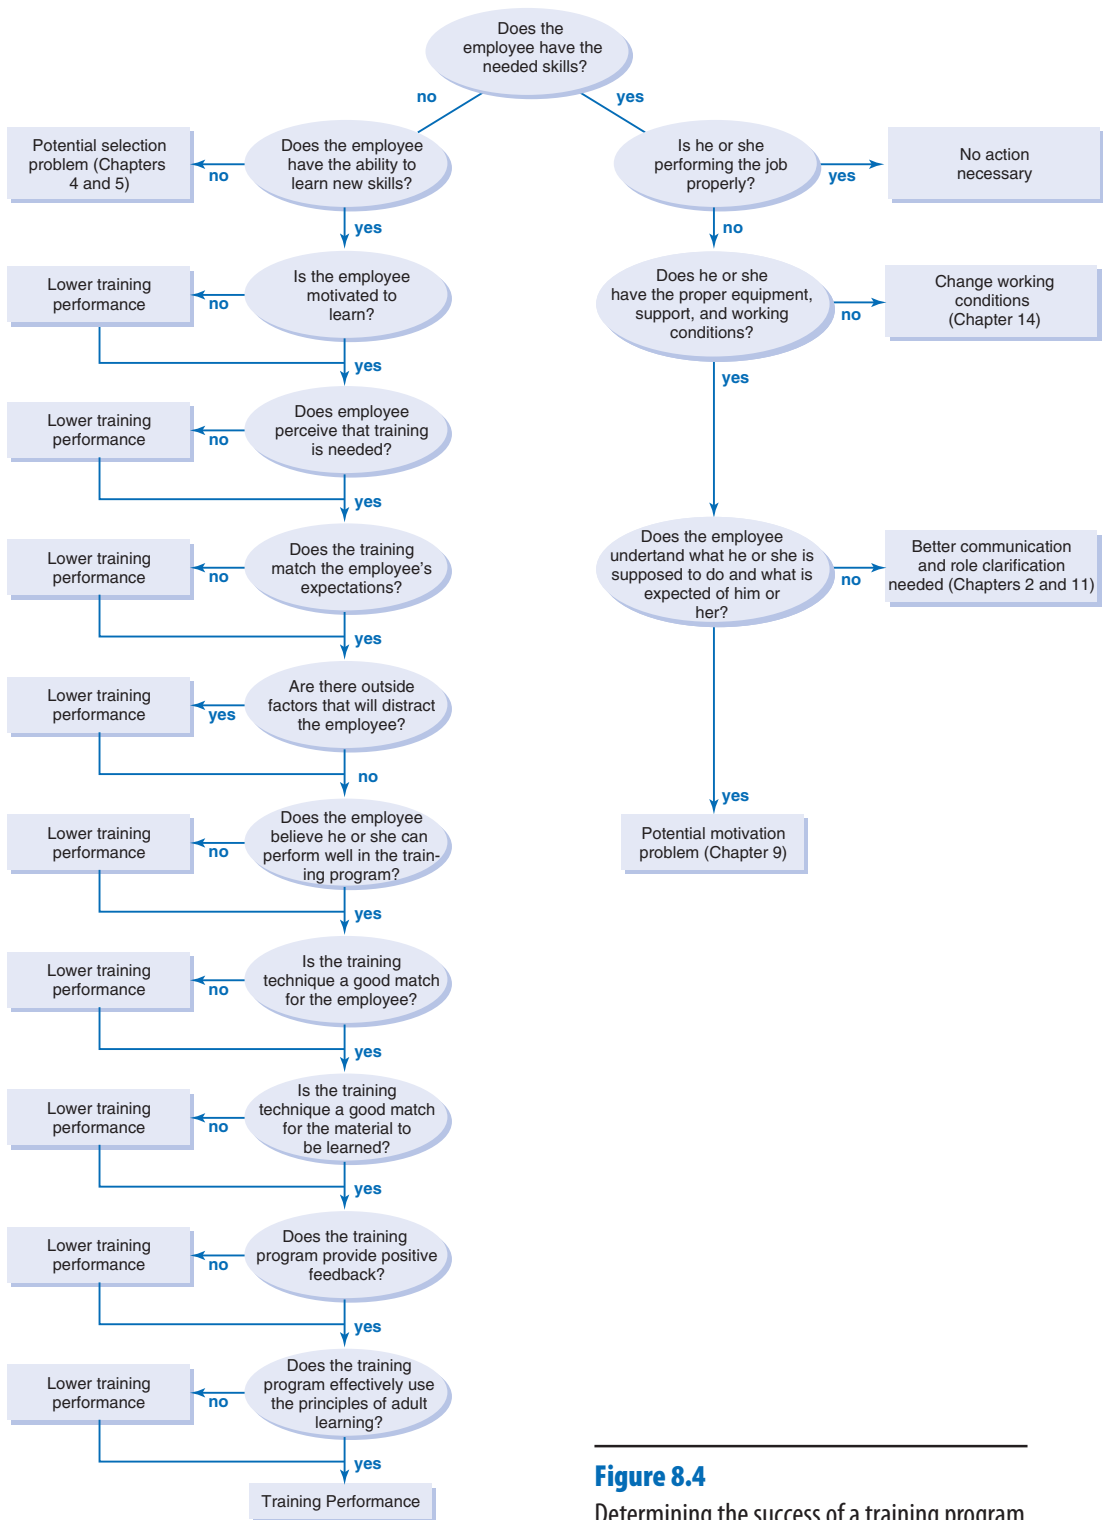 Does the
employee have the
needed skills?
no
yes
Potential selection
problem (Chapters
4 and 5)
no
Does the employee
have the ability to
learn new skills?
Is he or she
performing the job
properly?
yes
No action
necessary
yes
no
Lower training
performance
no
Is the employee
motivated to
learn?
Does he or she
have the proper equipment,
support, and working
conditions?
no
Change working
conditions
(Chapter 14)
yes
yes
Lower training
performance
no
Does employee
perceive that training
is needed?
yes
Lower training
performance
no
Does the training
match the employee's
expectations?
Does the employee
undertand what he or she is
supposed to do and what is
expected of him or
her?
no
Better communication
and role clarification
needed (Chapters 2 and 11)
yes
Lower training
performance
yes
Are there outside
factors that will distract
the employee?
no
yes
Lower training
performance
no
Does the employee
believe he or she can
perform well in the train-
ing program?
Potential motivation
problem (Chapter 9)
yes
Lower training
performance
no
Is the training
technique a good match
for the employee?
yes
Lower training
performance
no
Is the training
technique a good match
for the material to
be learned?
yes
Lower training
performance
no
Does the training
program provide positive
feedback?
yes
Lower training
performance
no
Does the training
program effectively use
the principles of adult
learning?
yes
Training Performance
Figure 8.4
Determining the success of a training program